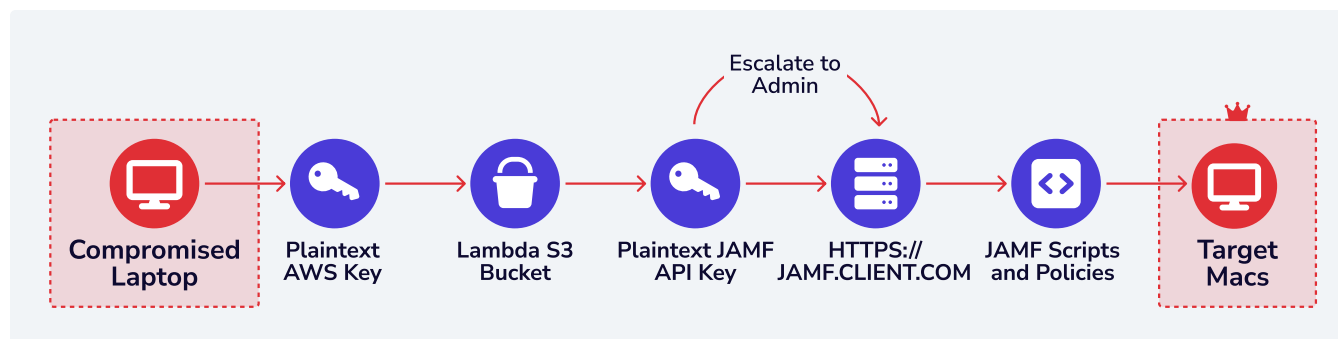 Escalate to
Admin
Compromised
Laptop
Plaintext
AWS Key
Lambda S3
Bucket
Plaintext JAMF
API Key
HTTPS://
JAMF.CLIENT.COM
JAMF Scripts
and Policies
Target
Macs